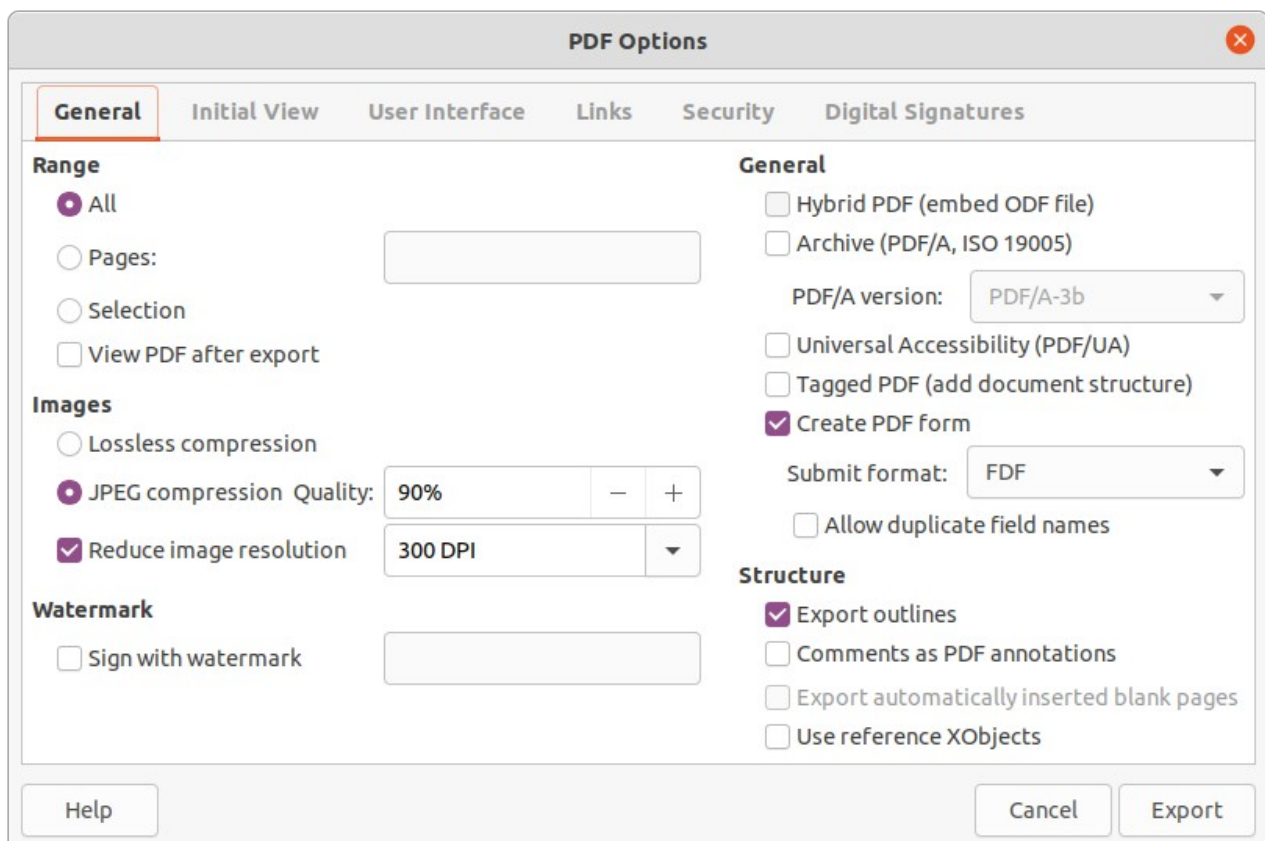 PDF Options
General Initial View User Interface Links Security Digital Signatures
Range
All
Pages:
Selection
View PDF after export
Images
Lossless compression
JPEG compression Quality: 90%
Reduce image resolution 300 DPI
Watermark
Sign with watermark
General
Hybrid PDF (embed ODF file)
Archive (PDF/A, ISO 19005)
PDF/A version: PDF/A-3b
Universal Accessibility (PDF/UA)
Tagged PDF (add document structure)
Create PDF form
Submit format: FDF
Allow duplicate field names
Structure
Export outlines
Comments as PDF annotations
Export automatically inserted blank pages
Use reference XObjects
Help Cancel Export